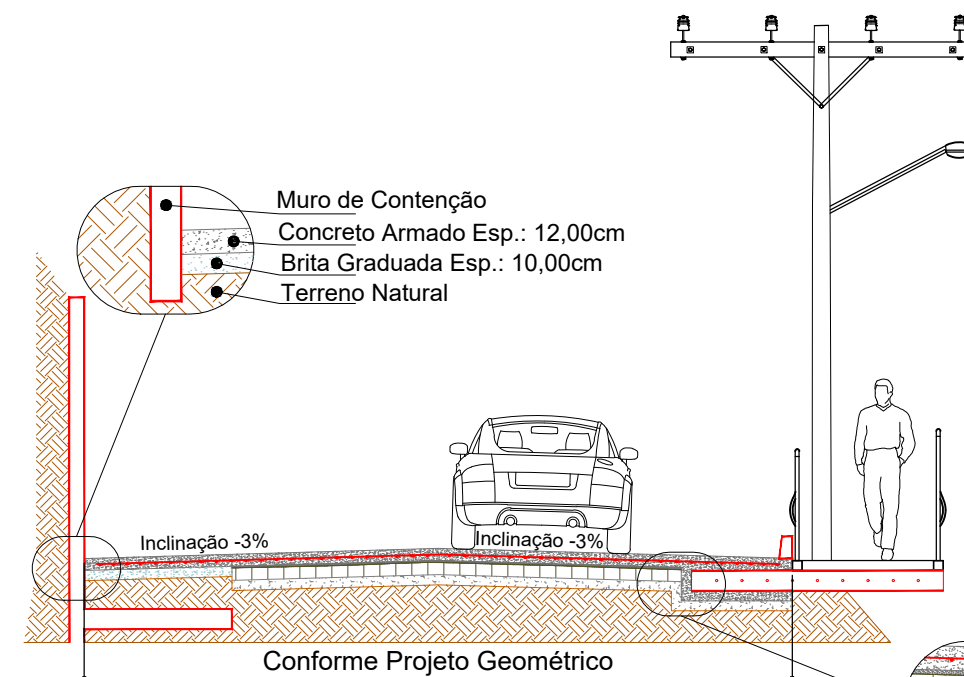 Muro de Contenção
Concreto Armado Esp.: 12,00cm
Brita Graduada Esp.: 10,00cm
Terreno Natural
Inclinação -3%
Inclinação -3%
Conforme Projeto Geométrico